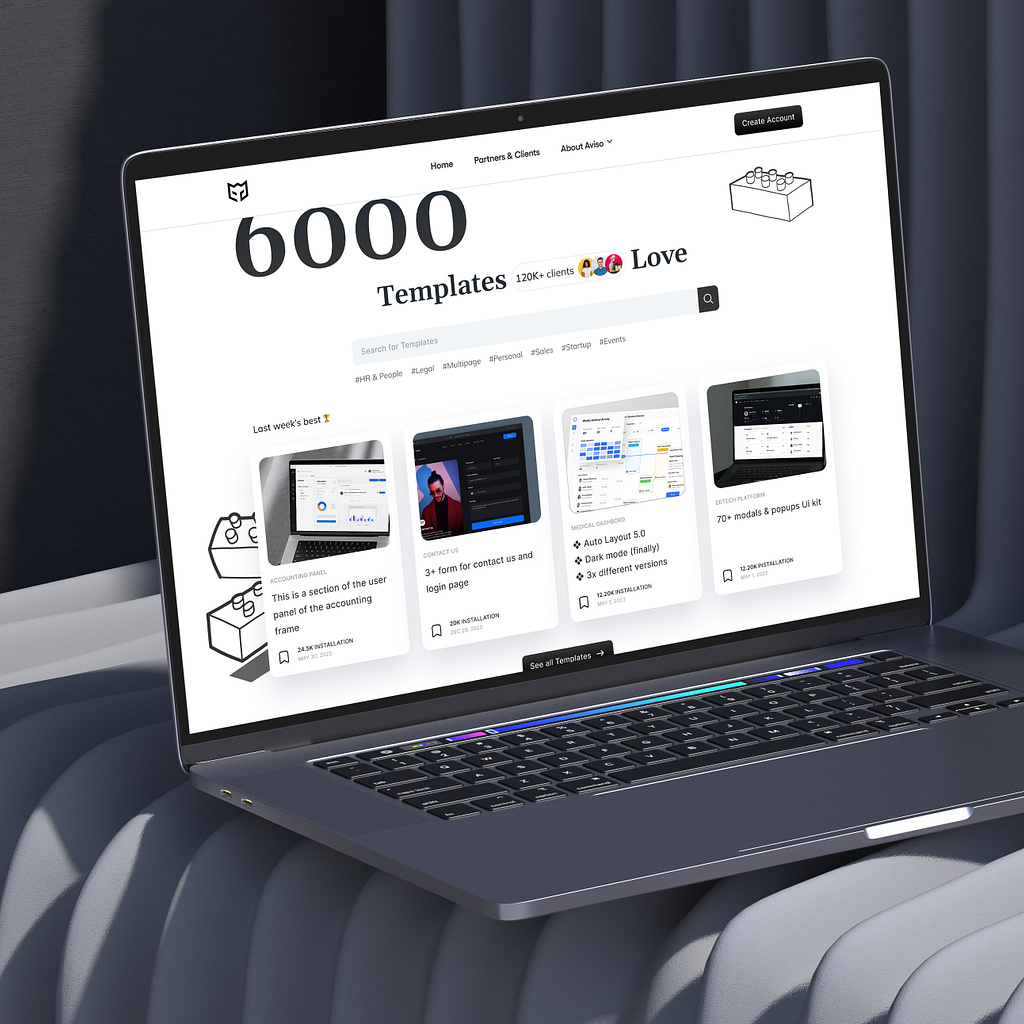 Home
Partners & Clients
About Aviso
Create Account
6000
Templates
120K+ clients
Love
Search for Templates
#HR & People
#Legal
#Multipage
#Personal
#Sales
#Startup
#Events
Last week's best 🏆
ACCOUNTING PANEL
This is a section of the user
panel of the accounting
frame
24.5K INSTALLATION
MAY 30, 2023
CONTACT US
3+ form for contact us and
login page
20K INSTALLATION
DEC 29, 2023
MEDICAL DASHBORD
❖ Auto Layout 5.0
❖ Dark mode (finally)
❖ 3x different versions
12.20K INSTALLATION
MAY 1, 2023
EDTECH PLATFORM
70+ modals & popups Ui kit
12.20K INSTALLATION
MAY 1, 2023
See all Templates →